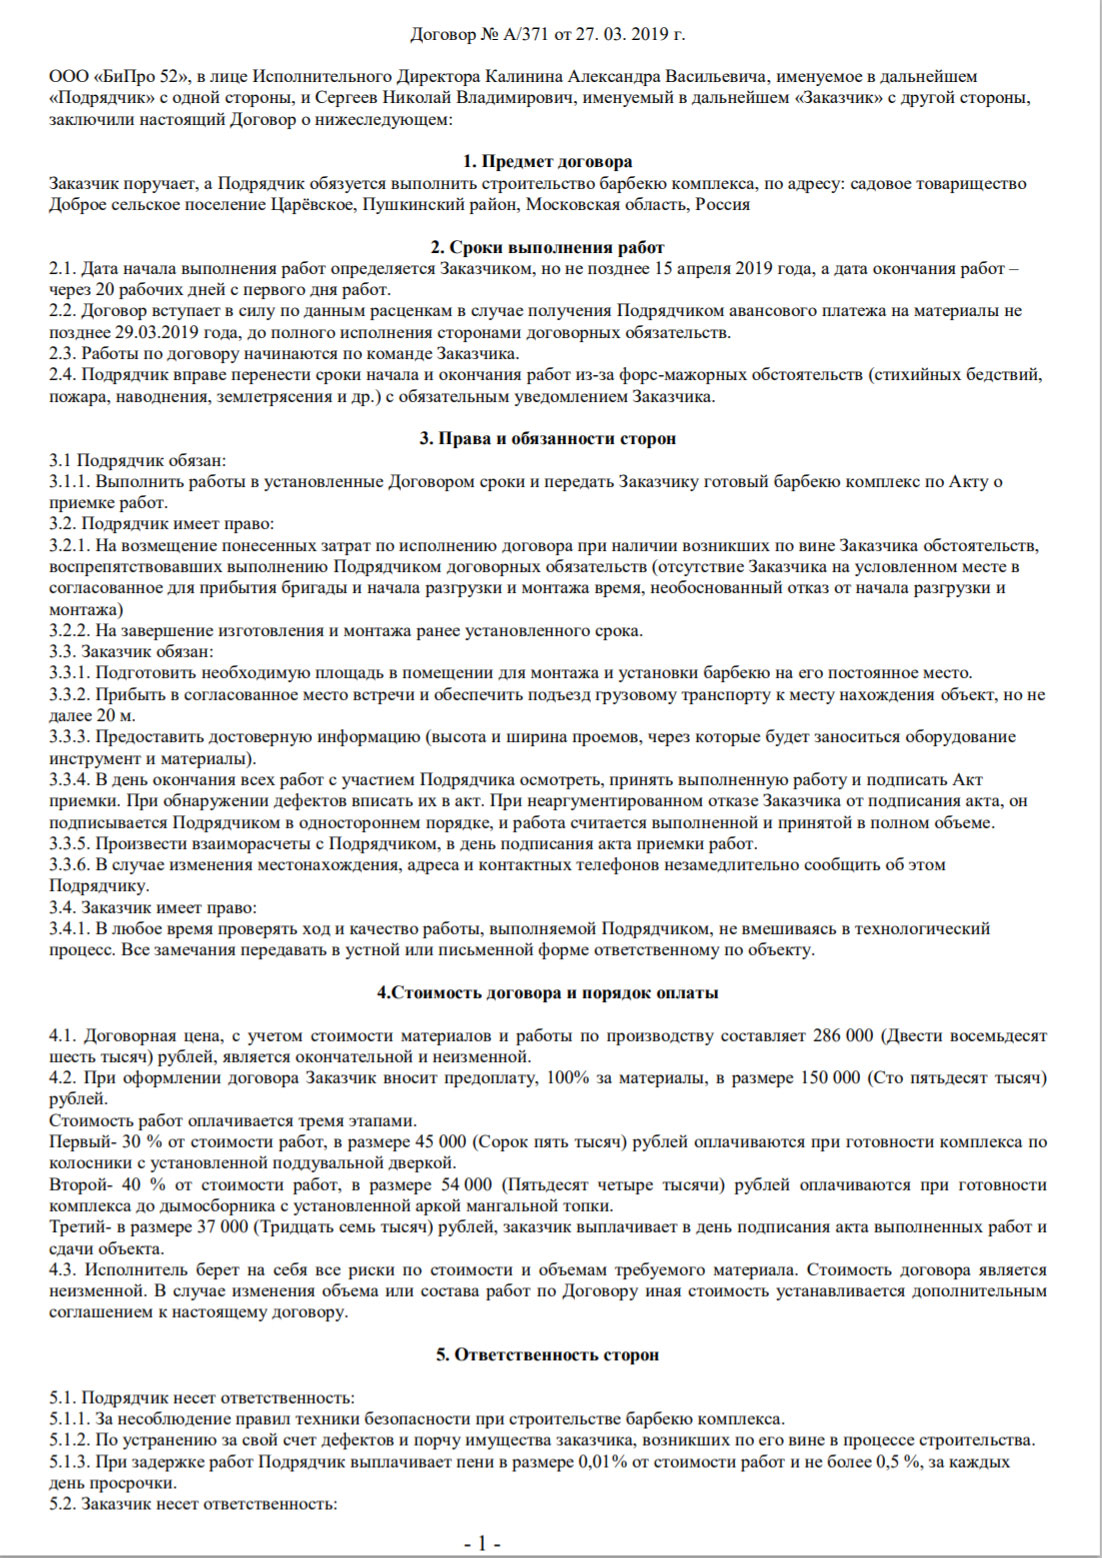 Договор № А/371 от 27. 03. 2019 г.
ООО «БиПро 52», в лице Исполнительного Директора Калинина Александра Васильевича, именуемое в дальнейшем
«Подрядчик» с одной стороны, и Сергеев Николай Владимирович, именуемый в дальнейшем «Заказчик» с другой стороны,
заключили настоящий Договор о нижеследующем:
1. Предмет договора
Заказчик поручает, а Подрядчик обязуется выполнить строительство барбекю комплекса, по адресу: садовое товарищество
Доброе сельское поселение Царёвское, Пушкинский район, Московская область, Россия
2. Сроки выполнения работ
2.1. Дата начала выполнения работ определяется Заказчиком, но не позднее 15 апреля 2019 года, а дата окончания работ –
через 20 рабочих дней с первого дня работ.
2.2. Договор вступает в силу по данным расценкам в случае получения Подрядчиком авансового платежа на материалы не
позднее 29.03.2019 года, до полного исполнения сторонами договорных обязательств.
2.3. Работы по договору начинаются по команде Заказчика.
2.4. Подрядчик вправе перенести сроки начала и окончания работ из-за форс-мажорных обстоятельств (стихийных бедствий,
пожара, наводнения, землетрясения и др.) с обязательным уведомлением Заказчика.
3. Права и обязанности сторон
3.1 Подрядчик обязан:
3.1.1. Выполнить работы в установленные Договором сроки и передать Заказчику готовый барбекю комплекс по Акту о
приемке работ.
3.2. Подрядчик имеет право:
3.2.1. На возмещение понесенных затрат по исполнению договора при наличии возникших по вине Заказчика обстоятельств,
воспрепятствовавших выполнению Подрядчиком договорных обязательств (отсутствие Заказчика на условленном месте в
согласованное для прибытия бригады и начала разгрузки и монтажа время, необоснованный отказ от начала разгрузки и
монтажа)
3.2.2. На завершение изготовления и монтажа ранее установленного срока.
3.3. Заказчик обязан:
3.3.1. Подготовить необходимую площадь в помещении для монтажа и установки барбекю на его постоянное место.
3.3.2. Прибыть в согласованное место встречи и обеспечить подъезд грузовому транспорту к месту нахождения объект, но не
далее 20 м.
3.3.3. Предоставить достоверную информацию (высота и ширина проемов, через которые будет заноситься оборудование
инструмент и материалы).
3.3.4. В день окончания всех работ с участием Подрядчика осмотреть, принять выполненную работу и подписать Акт
приемки. При обнаружении дефектов вписать их в акт. При неаргументированном отказе Заказчика от подписания акта, он
подписывается Подрядчиком в одностороннем порядке, и работа считается выполненной и принятой в полном объеме.
3.3.5. Произвести взаиморасчеты с Подрядчиком, в день подписания акта приемки работ.
3.3.6. В случае изменения местонахождения, адреса и контактных телефонов незамедлительно сообщить об этом
Подрядчику.
3.4. Заказчик имеет право:
3.4.1. В любое время проверять ход и качество работы, выполняемой Подрядчиком, не вмешиваясь в технологический
процесс. Все замечания передавать в устной или письменной форме ответственному по объекту.
4.Стоимость договора и порядок оплаты
4.1. Договорная цена, с учетом стоимости материалов и работы по производству составляет 286 000 (Двести восемьдесят
шесть тысяч) рублей, является окончательной и неизменной.
4.2. При оформлении договора Заказчик вносит предоплату, 100% за материалы, в размере 150 000 (Сто пятьдесят тысяч)
рублей.
Стоимость работ оплачивается тремя этапами.
Первый- 30 % от стоимости работ, в размере 45 000 (Сорок пять тысяч) рублей оплачиваются при готовности комплекса по
колосники с установленной поддувальной дверкой.
Второй- 40 % от стоимости работ, в размере 54 000 (Пятьдесят четыре тысячи) рублей оплачиваются при готовности
комплекса до дымосборника с установленной аркой мангальной топки.
Третий- в размере 37 000 (Тридцать семь тысяч) рублей, заказчик выплачивает в день подписания акта выполненных работ и
сдачи объекта.
4.3. Исполнитель берет на себя все риски по стоимости и объемам требуемого материала. Стоимость договора является
неизменной. В случае изменения объема или состава работ по Договору иная стоимость устанавливается дополнительным
соглашением к настоящему договору.
5. Ответственность сторон
5.1. Подрядчик несет ответственность:
5.1.1. За несоблюдение правил техники безопасности при строительстве барбекю комплекса.
5.1.2. По устранению за свой счет дефектов и порчу имущества заказчика, возникших по его вине в процессе строительства.
5.1.3. При задержке работ Подрядчик выплачивает пени в размере 0,01% от стоимости работ и не более 0,5 %, за каждых
день просрочки.
5.2. Заказчик несет ответственность:
- 1 -